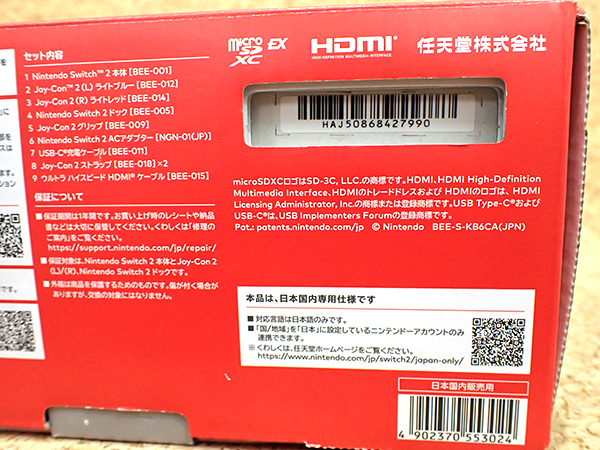 セット内容
1 Nintendo Switch™ 2 本体 [BEE-001]
2 Joy-Con™ 2 (L) ライトブルー [BEE-012]
3 Joy-Con 2 (R) ライトレッド [BEE-014]
4 Nintendo Switch 2 ドック [BEE-005]
5 Joy-Con 2 グリップ [BEE-009]
6 Nintendo Switch 2 ACアダプター [NGN-01(JP)]
7 USB-C®充電ケーブル [BEE-011]
8 Joy-Con 2 ストラップ [BEE-018] ×2
9 ウルトラ ハイスピード HDMI® ケーブル [BEE-015]
保証について
■ 保証期間は1年間です。お買い上げ時のレシートや納品
書などは大切に保管してください。くわしくは「修理の
ご案内」をご覧ください。
https://support.nintendo.com/jp/repair/
■ 保証対象は、Nintendo Switch 2 本体とJoy-Con 2
(L)/(R)、Nintendo Switch 2 ドックです。
■ 外箱は商品を保護するためのものです。傷が付く場合が
ありますが、交換の対象にはなりません。
micro SD XC EX
HDMI®
HIGH-DEFINITION MULTIMEDIA INTERFACE
任天堂株式会社
HAJ50868427990
microSDXCロゴはSD-3C, LLC.の商標です。HDMI、HDMI High-Definition
Multimedia Interface、HDMIのトレードドレスおよび HDMIのロゴは、HDMI
Licensing Administrator, Inc.の商標または登録商標です。USB Type-C®および
USB-C®は、USB Implementers Forumの登録商標です。
Pat.: patents.nintendo.com/jp © Nintendo BEE-S-KB6CA(JPN)
本品は、日本国内専用仕様です
■ 対応言語は日本語のみです。
■ 「国/地域」を「日本」に設定しているニンテンドーアカウントのみ
連携できます。
※ くわしくは、任天堂ホームページをご覧ください。
https://www.nintendo.com/jp/switch2/japan-only/
日本国内販売用
4 902370 553024